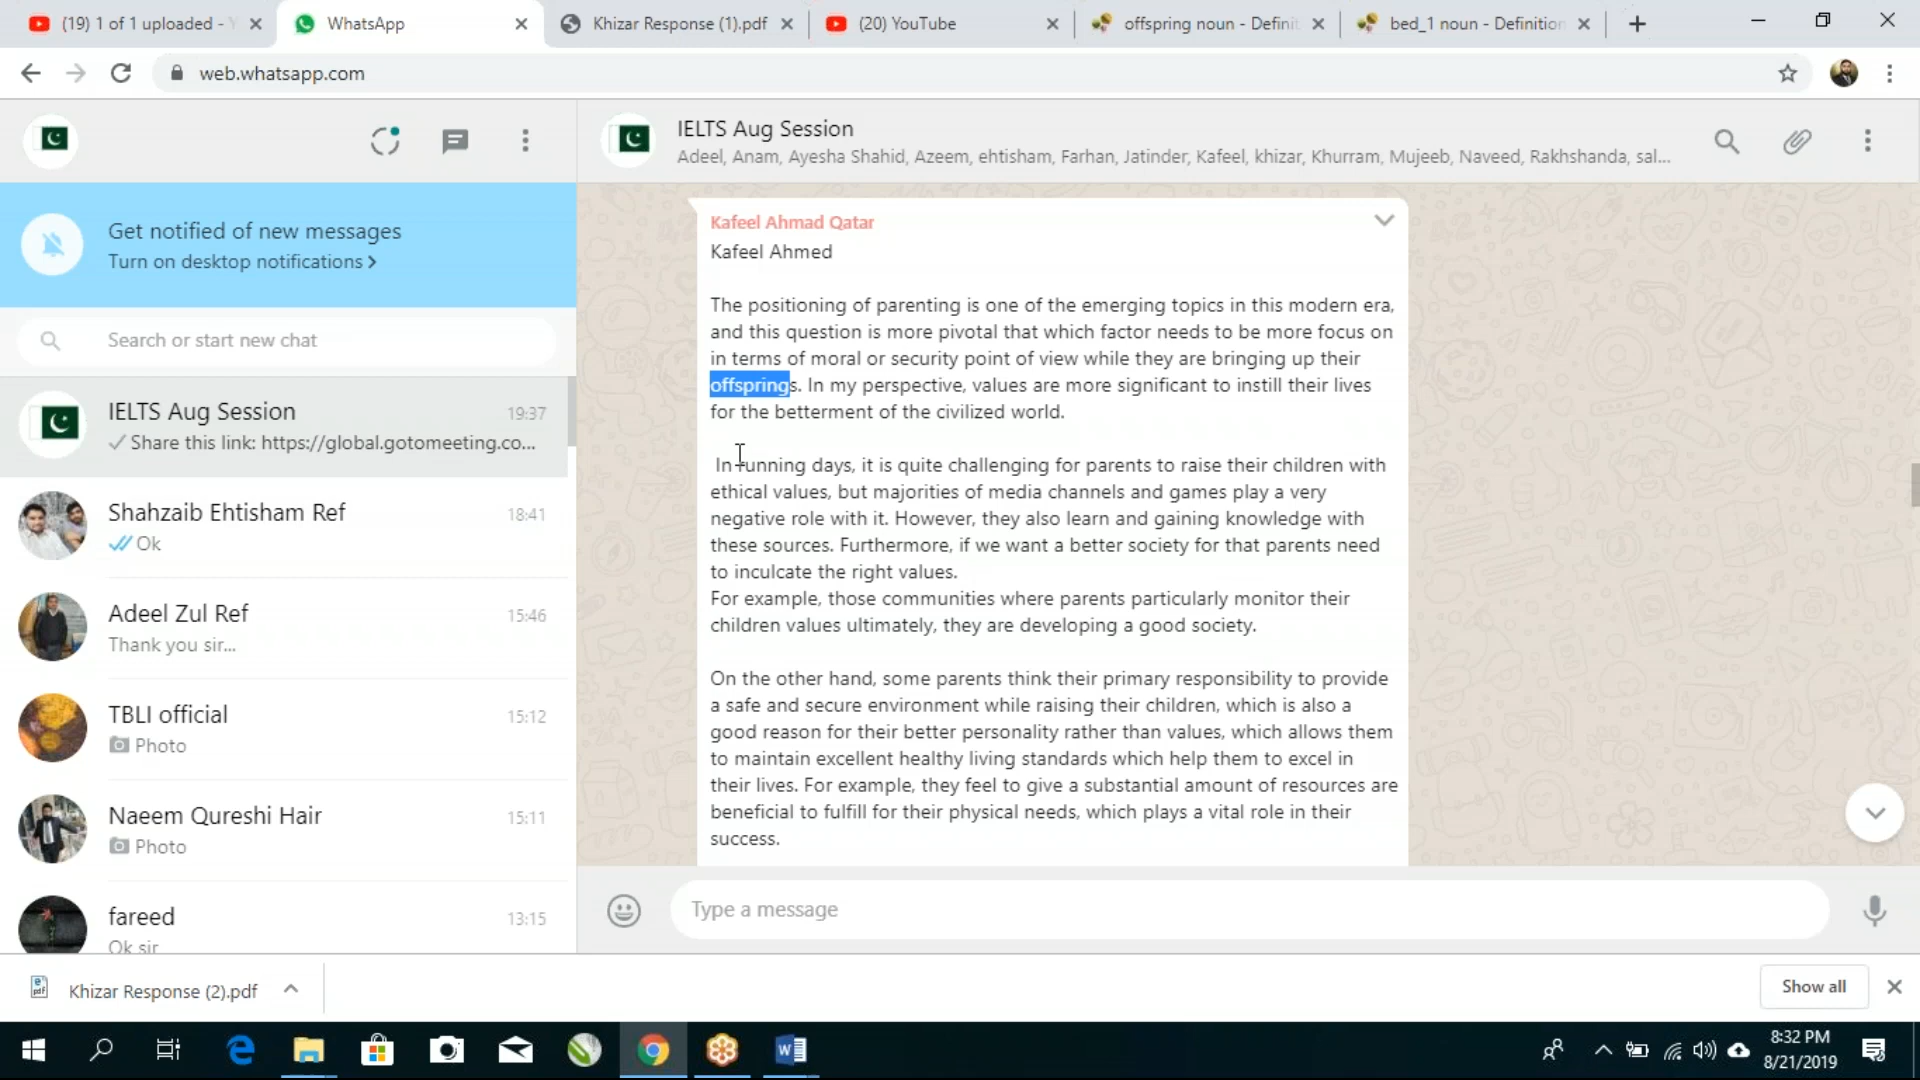 (19) 1 of 1 uploaded - Y
WhatsApp
Khizar Response (1).pdf
(20) YouTube
offspring noun - Definit
bed_1 noun - Definition
web.whatsapp.com
IELTS Aug Session
Adeel, Anam, Ayesha Shahid, Azeem, ehtisham, Farhan, Jatinder, Kafeel, khizar, Khurram, Mujeeb, Naveed, Rakhshanda, sal...
Get notified of new messages
Turn on desktop notifications >
Search or start new chat
IELTS Aug Session 19:37
Share this link: https://global.gotomeeting.co...
Shahzaib Ehtisham Ref 18:41
Ok
Adeel Zul Ref 15:46
Thank you sir...
TBLI official 15:12
Photo
Naeem Qureshi Hair 15:11
Photo
fareed 13:15
Ok sir
Kafeel Ahmad Qatar
Kafeel Ahmed
The positioning of parenting is one of the emerging topics in this modern era,
and this question is more pivotal that which factor needs to be more focus on
in terms of moral or security point of view while they are bringing up their
offsprings. In my perspective, values are more significant to instill their lives
for the betterment of the civilized world.
In running days, it is quite challenging for parents to raise their children with
ethical values, but majorities of media channels and games play a very
negative role with it. However, they also learn and gaining knowledge with
these sources. Furthermore, if we want a better society for that parents need
to inculcate the right values.
For example, those communities where parents particularly monitor their
children values ultimately, they are developing a good society.
On the other hand, some parents think their primary responsibility to provide
a safe and secure environment while raising their children, which is also a
good reason for their better personality rather than values, which allows them
to maintain excellent healthy living standards which help them to excel in
their lives. For example, they feel to give a substantial amount of resources are
beneficial to fulfill for their physical needs, which plays a vital role in their
success.
Type a message
Khizar Response (2).pdf
Show all
8:32 PM
8/21/2019